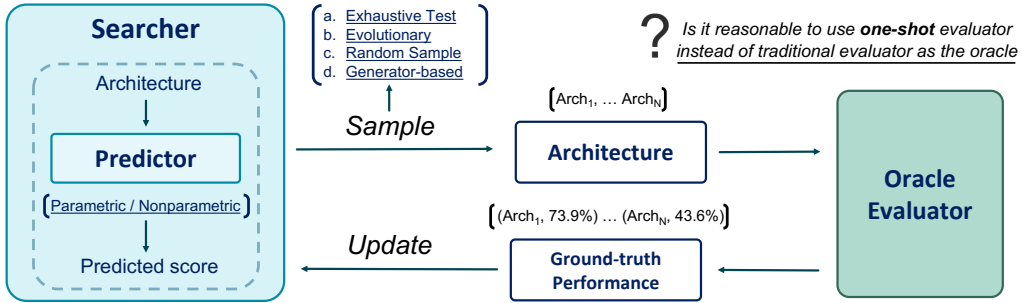 Searcher
Architecture
Predictor
[Parametric / Nonparametric]
Predicted score
a. Exhaustive Test
b. Evolutionary
c. Random Sample
d. Generator-based
Sample
[Arch1, … ArchN]
Architecture
? Is it reasonable to use one-shot evaluator
instead of traditional evaluator as the oracle
Oracle
Evaluator
[(Arch1, 73.9%) … (ArchN, 43.6%)]
Ground-truth
Performance
Update